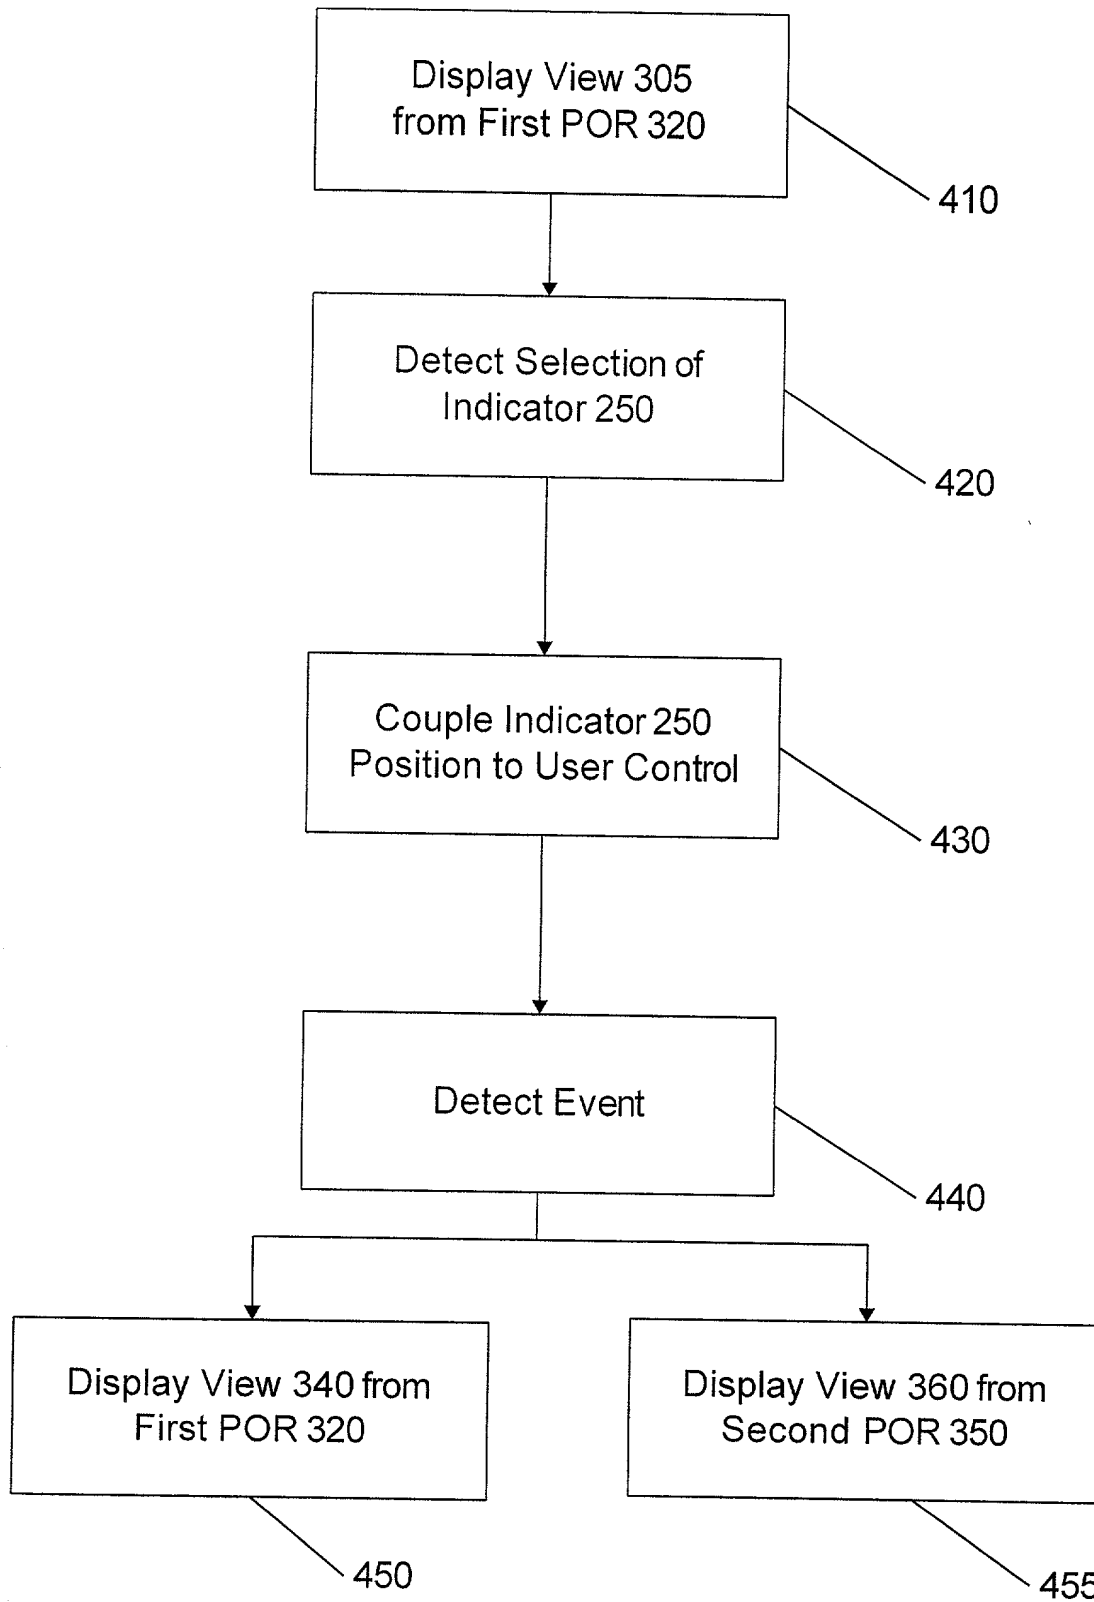 Display View 305
from First POR 320
410
Detect Selection of
Indicator 250
420
Couple Indicator 250
Position to User Control
430
Detect Event
440
Display View 340 from
First POR 320
450
Display View 360 from
Second POR 350
455